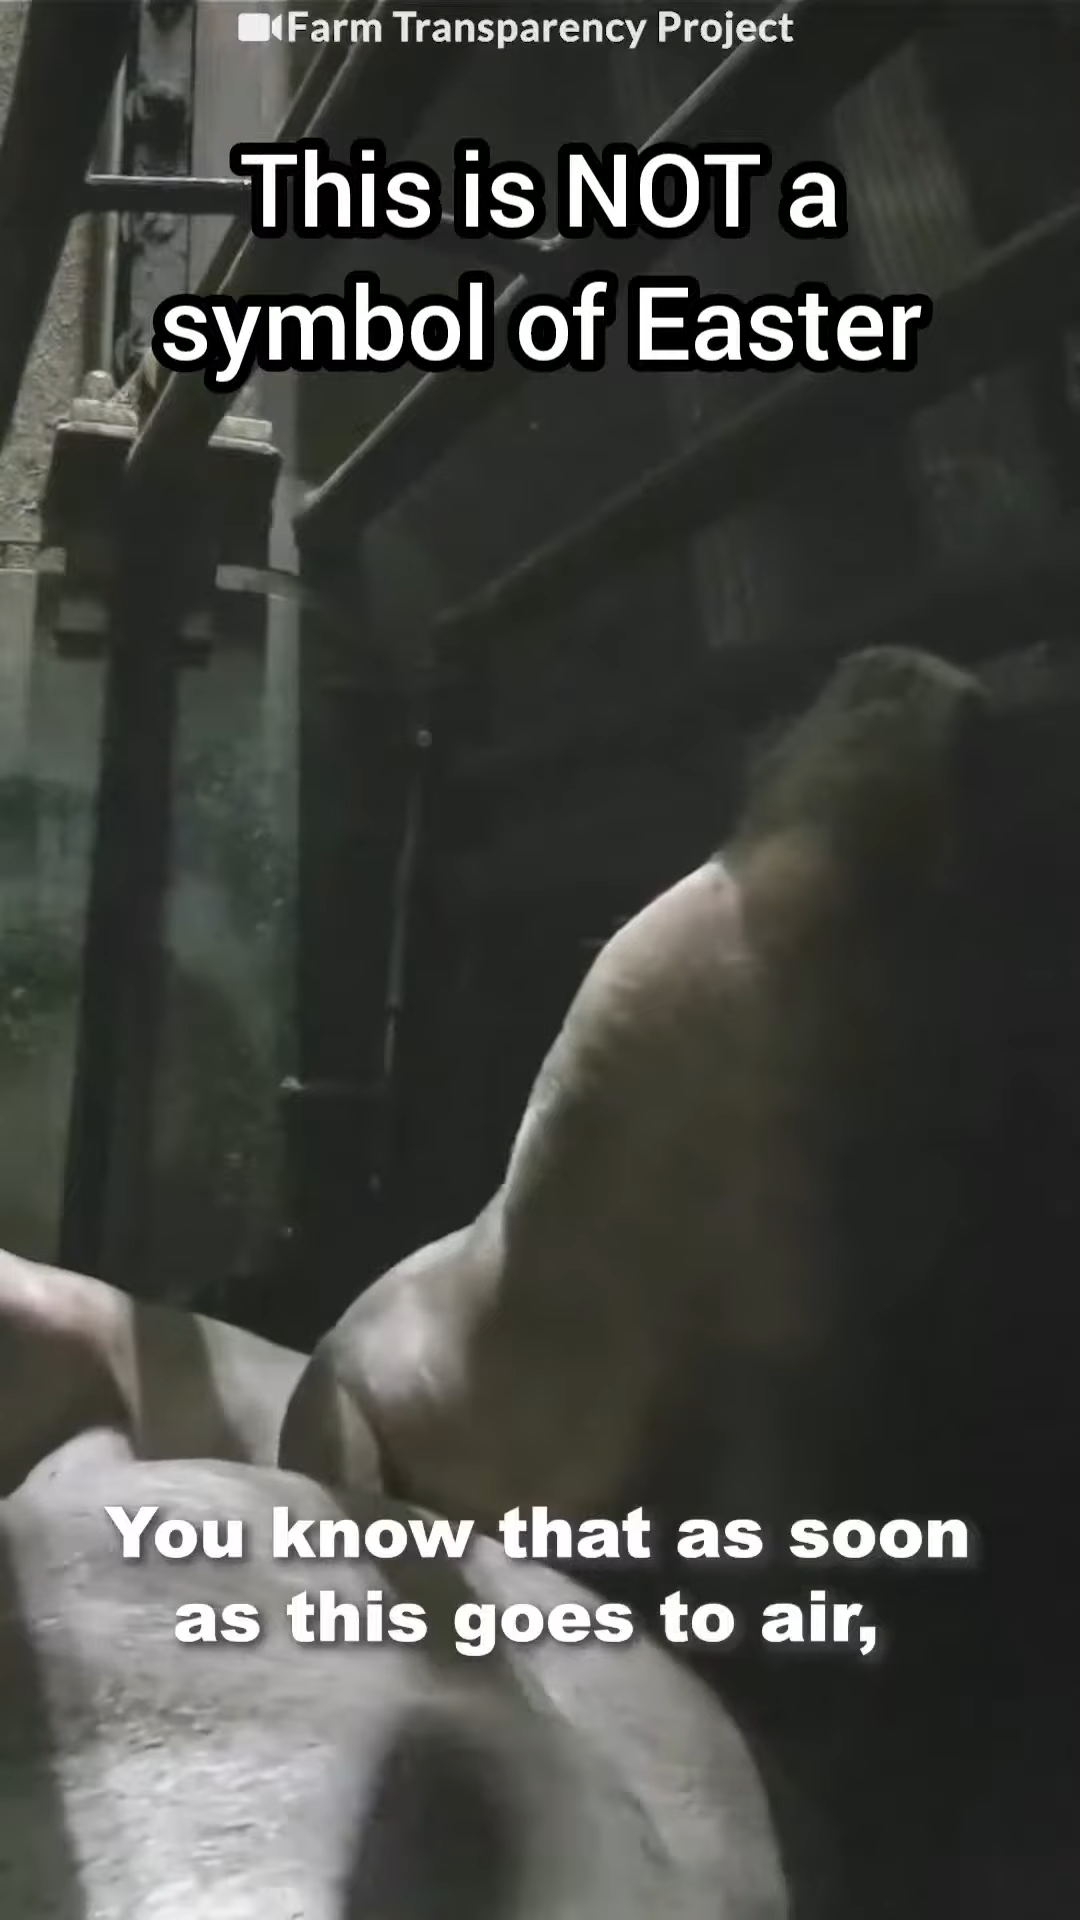 Farm Transparency Project
This is NOT a
symbol of Easter
You know that as soon
as this goes to air,